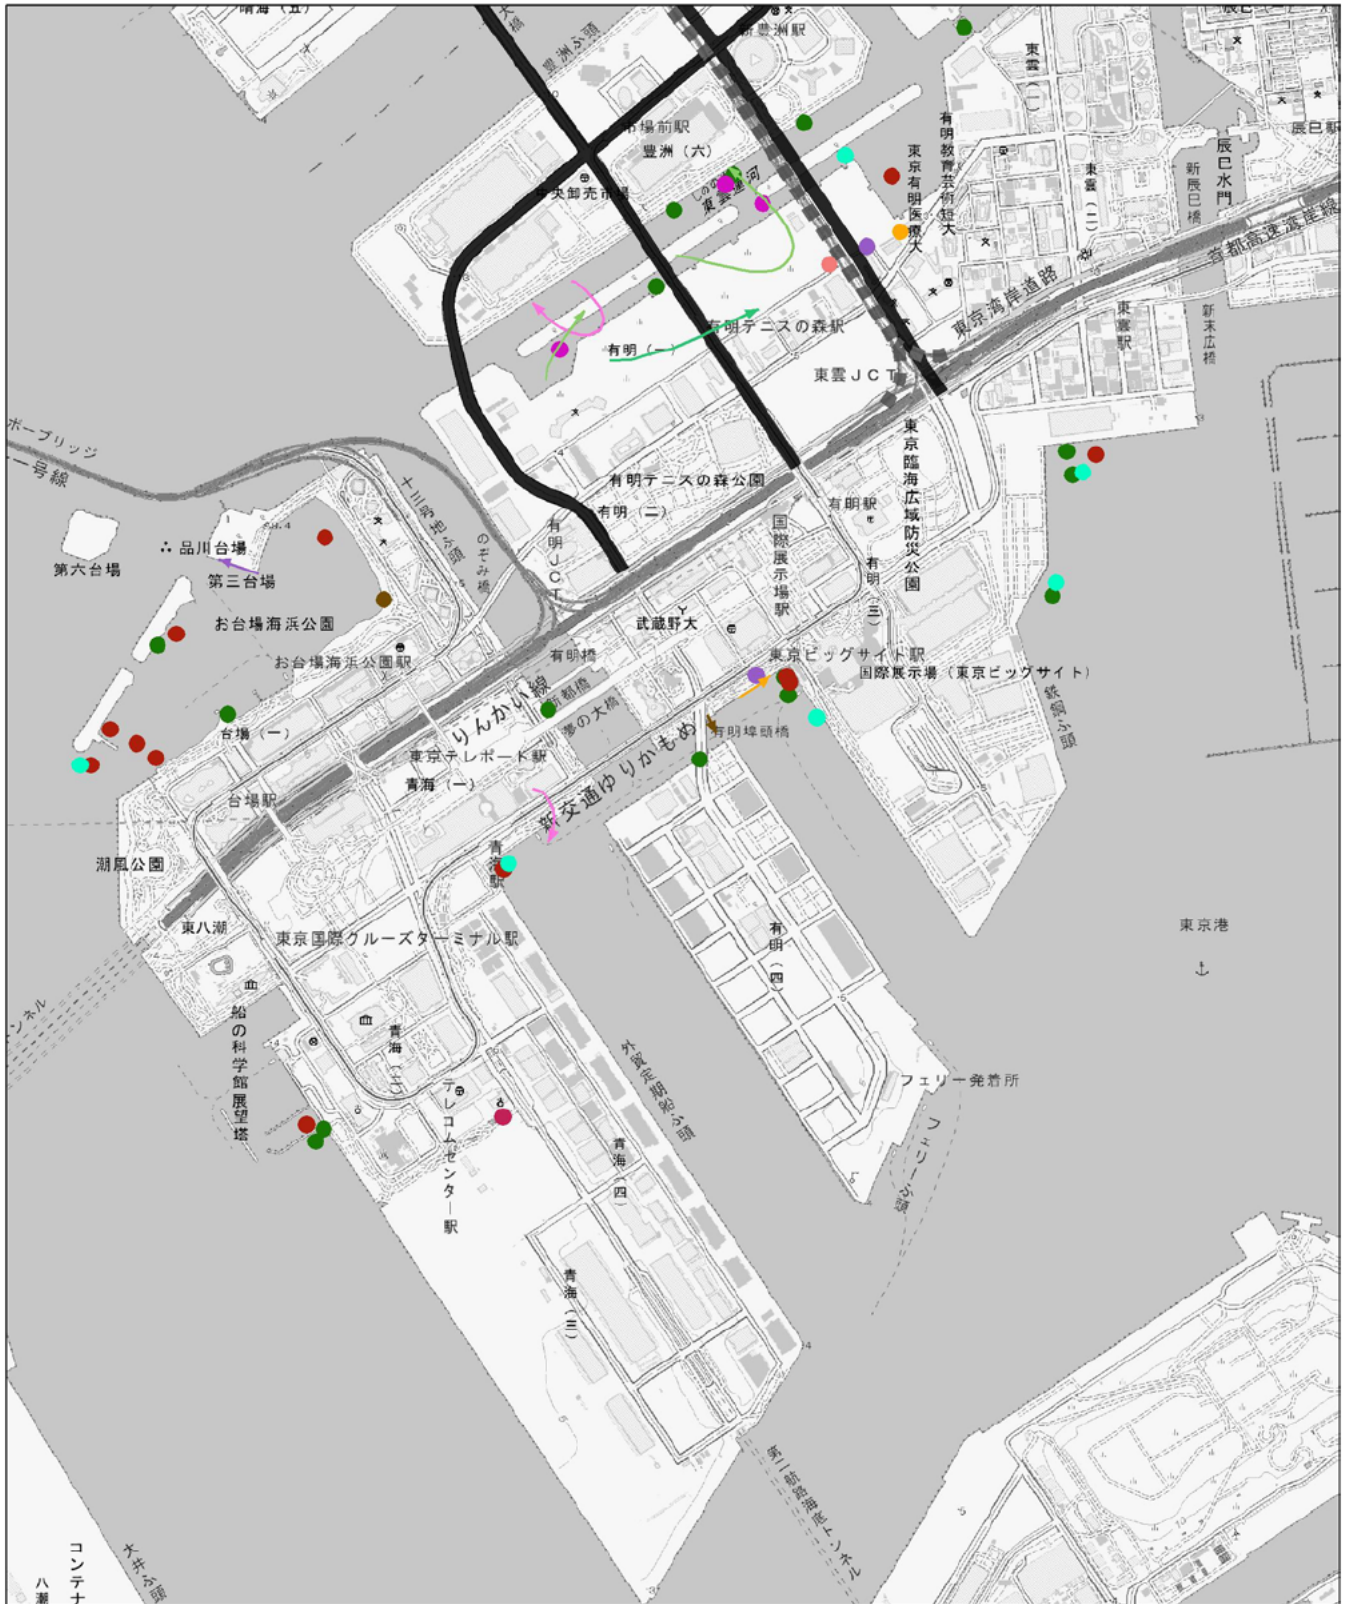 晴海（五）
大橋
豊洲ふ頭
新豊洲駅
東雲（一）
市場前駅
豊洲（六）
中央卸売市場
東雲運河
東京有明医療大
有明教育芸術短大
東雲（二）
新辰巳橋
辰巳水門
首都高速湾岸線
東京湾岸道路
有明テニスの森駅
有明（一）
東雲ＪＣＴ
東雲駅
新末広橋
一号線
十三号地ふ頭
のぞみ橋
有明テニスの森公園
有明（二）
有明ＪＣＴ
有明駅
東京臨海広域防災公園
国際展示場駅
有明（三）
品川台場
第六台場
第三台場
お台場海浜公園
お台場海浜公園駅
武蔵野大
有明橋
東京ビッグサイト駅
国際展示場（東京ビッグサイト）
鉄鋼ふ頭
りんかい線
新都橋
夢の大橋
有明埠頭橋
台場（一）
東京テレポート駅
青海（一）
新交通ゆりかもめ
台場駅
潮風公園
青海駅
東八潮
東京国際クルーズターミナル駅
有明（四）
東京港
船の科学館展望塔
青海（二）
テレコムセンター駅
外貿定期船ふ頭
フェリー発着所
フェリーふ頭
青海（四）
青海（三）
第二航路海底トンネル
コンテナ
八潮
大井ふ頭